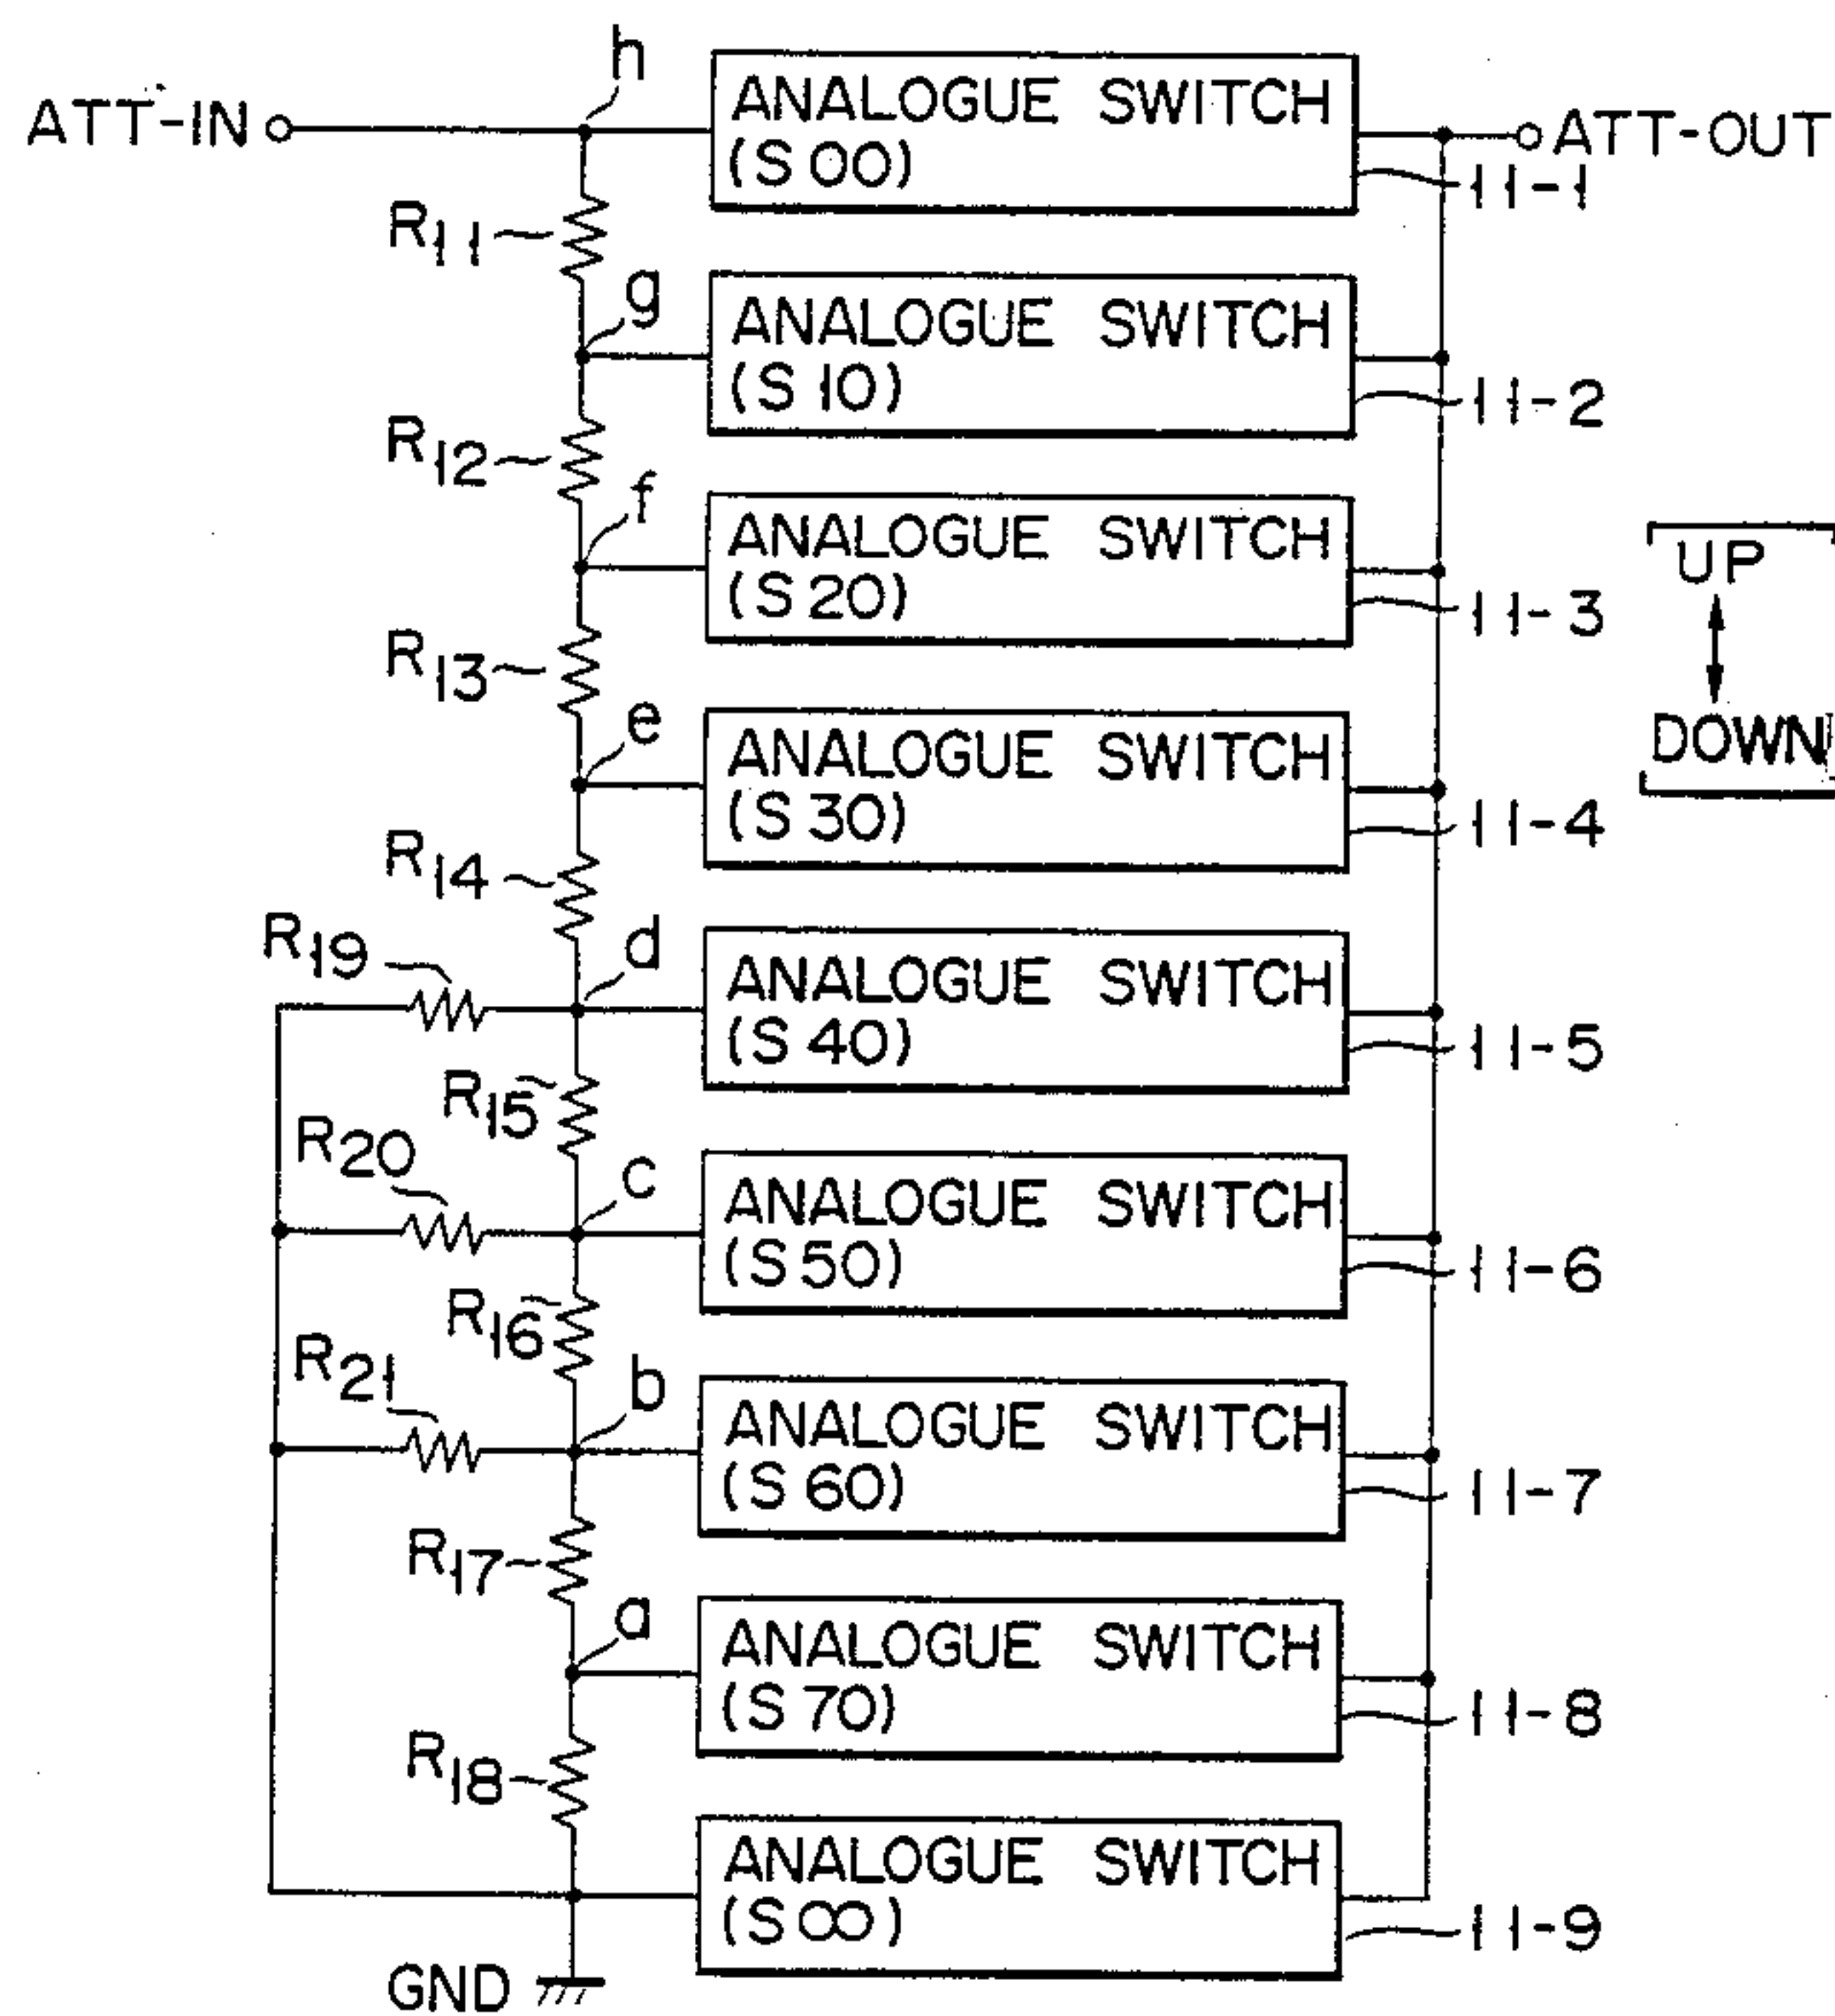 h
ATT-IN
ANALOGUE SWITCH
(S 00)
ATT-OUT
11-1
R11
g
ANALOGUE SWITCH
(S 10)
11-2
R12
f
ANALOGUE SWITCH
(S 20)
11-3
UP
DOWN
R13
e
ANALOGUE SWITCH
(S 30)
11-4
R14
R19
d
ANALOGUE SWITCH
(S 40)
11-5
R15
R20
c
ANALOGUE SWITCH
(S 50)
11-6
R16
R21
b
ANALOGUE SWITCH
(S 60)
11-7
R17
a
ANALOGUE SWITCH
(S 70)
11-8
R18
ANALOGUE SWITCH
(S ∞)
11-9
GND